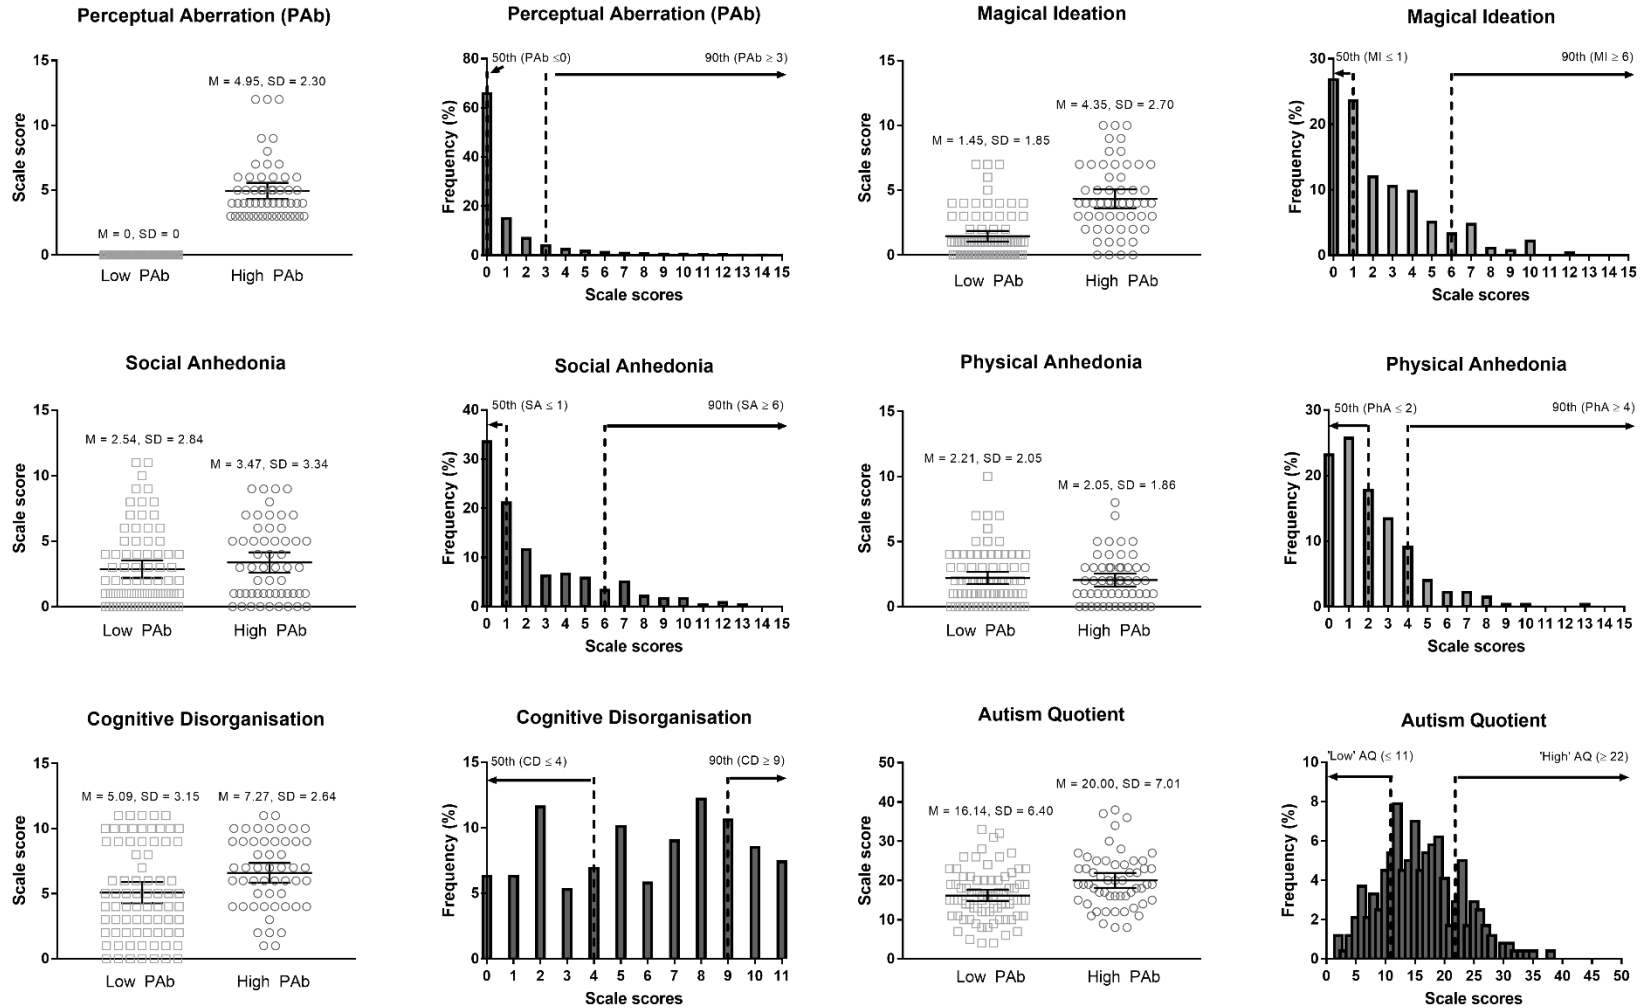 Perceptual Aberration (PAb)
Scale score
15
10
5
0
M = 0, SD = 0
M = 4.95, SD = 2.30
Low PAb
High PAb
Perceptual Aberration (PAb)
Frequency (%)
80
60
40
20
0
50th (PAb ≤0)
90th (PAb ≥ 3)
0 1 2 3 4 5 6 7 8 9 10 11 12 13 14 15
Scale scores
Magical Ideation
Scale score
15
10
5
0
M = 1.45, SD = 1.85
M = 4.35, SD = 2.70
Low PAb
High PAb
Magical Ideation
Frequency (%)
30
20
10
0
50th (MI ≤ 1)
90th (MI ≥ 6)
0 1 2 3 4 5 6 7 8 9 10 11 12 13 14 15
Scale scores
Social Anhedonia
Scale score
15
10
5
0
M = 2.54, SD = 2.84
M = 3.47, SD = 3.34
Low PAb
High PAb
Social Anhedonia
Frequency (%)
40
30
20
10
0
50th (SA ≤ 1)
90th (SA ≥ 6)
0 1 2 3 4 5 6 7 8 9 10 11 12 13 14 15
Scale scores
Physical Anhedonia
Scale score
15
10
5
0
M = 2.21, SD = 2.05
M = 2.05, SD = 1.86
Low PAb
High PAb
Physical Anhedonia
Frequency (%)
30
20
10
0
50th (PhA ≤ 2)
90th (PhA ≥ 4)
0 1 2 3 4 5 6 7 8 9 10 11 12 13 14 15
Scale scores
Cognitive Disorganisation
Scale score
15
10
5
0
M = 5.09, SD = 3.15
M = 7.27, SD = 2.64
Low PAb
High PAb
Cognitive Disorganisation
Frequency (%)
15
10
5
0
50th (CD ≤ 4)
90th (CD ≥ 9)
0 1 2 3 4 5 6 7 8 9 10 11
Scale scores
Autism Quotient
Scale score
50
40
30
20
10
0
M = 16.14, SD = 6.40
M = 20.00, SD = 7.01
Low PAb
High PAb
Autism Quotient
Frequency (%)
10
8
6
4
2
0
'Low' AQ (≤ 11)
'High' AQ (≥ 22)
0 5 10 15 20 25 30 35 40 45 50
Scale scores